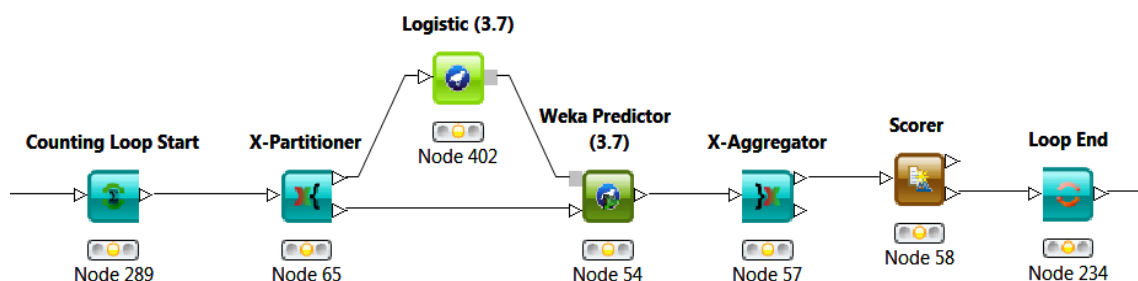 Logistic (3.7)
Node 402
Counting Loop Start
Node 289
X-Partitioner
Node 65
Weka Predictor
(3.7)
Node 54
X-Aggregator
Node 57
Scorer
Node 58
Loop End
Node 234